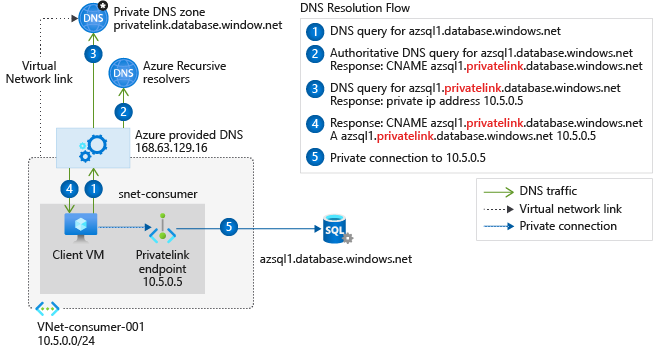 DNS
Private DNS zone
privatelink.database.window.net
3
Virtual
Network link
DNS
Azure Recursive
resolvers
2
Azure provided DNS
168.63.129.16
4
1
snet-consumer
Client VM
Privatelink
endpoint
10.5.0.5
5
SQL
azsql1.database.windows.net
VNet-consumer-001
10.5.0.0/24
DNS Resolution Flow
1 DNS query for azsql1.database.windows.net
2 Authoritative DNS query for azsql1.database.windows.net
Response: CNAME azsql1.privatelink.database.windows.net
3 DNS query for azsql1.privatelink.database.windows.net
Response: private ip address 10.5.0.5
4 Response: CNAME azsql1.privatelink.database.windows.net
A azsql1.privatelink.database.windows.net 10.5.0.5
5 Private connection to 10.5.0.5
DNS traffic
Virtual network link
Private connection